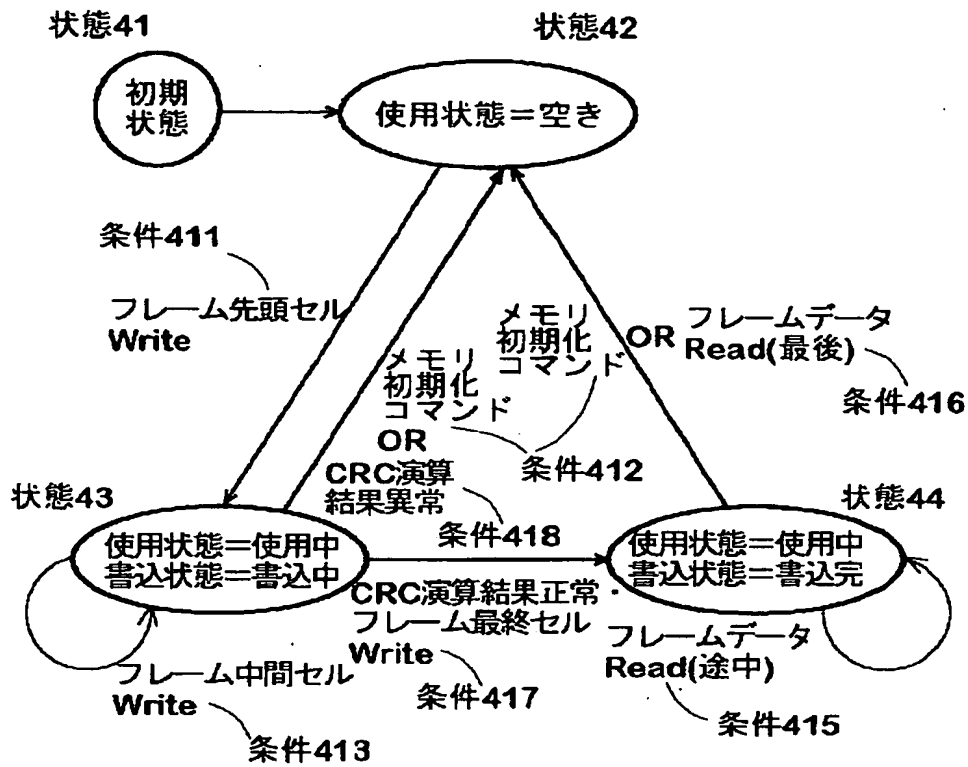 状態41
状態42
初期
状態
使用状態=空き
条件411
フレーム先頭セル
Write
メモリ
初期化
コマンド
OR
フレームデータ
Read(最後)
条件416
メモリ
初期化
コマンド
OR
CRC演算
結果異常
条件412
条件418
状態43
使用状態=使用中
書込状態=書込中
状態44
使用状態=使用中
書込状態=書込完
CRC演算結果正常・
フレーム最終セル
Write
条件417
フレーム中間セル
Write
条件413
フレームデータ
Read(途中)
条件415